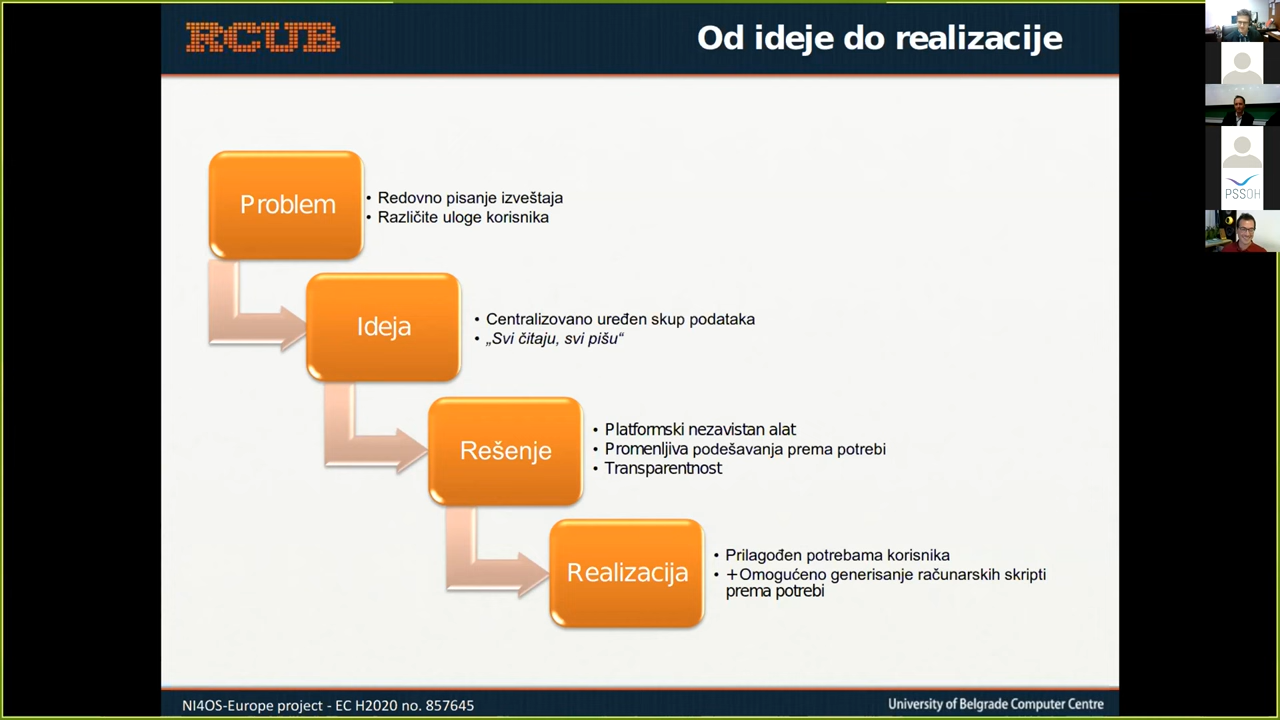 RCUB
Od ideje do realizacije
Problem
• Redovno pisanje izveštaja
• Različite uloge korisnika
Ideja
• Centralizovano uređen skup podataka
• „Svi čitaju, svi pišu“
Rešenje
• Platformski nezavistan alat
• Promenljiva podešavanja prema potrebi
• Transparentnost
Realizacija
• Prilagođen potrebama korisnika
• +Omogućeno generisanje računarskih skripti
prema potrebi
NI4OS-Europe project - EC H2020 no. 857645
University of Belgrade Computer Centre
PSSOH